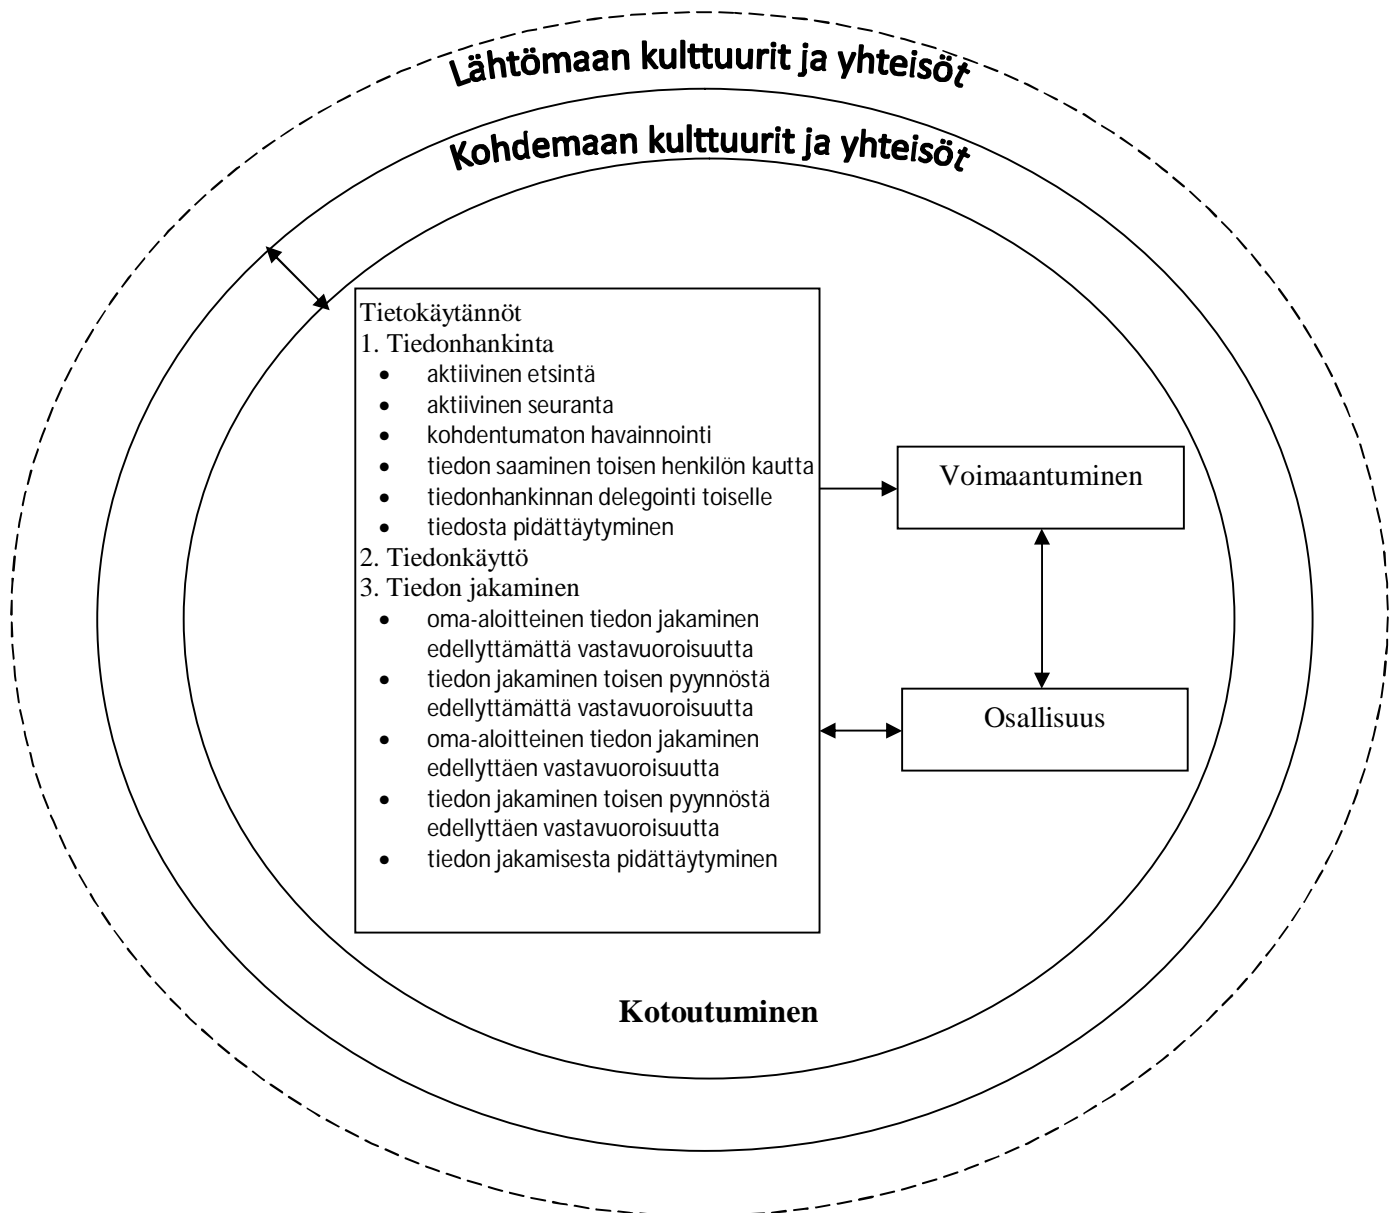 Lähtömaan kulttuurit ja yhteisöt
Kohdemaan kulttuurit ja yhteisöt
Tietokäytännöt
1. Tiedonhankinta
• aktiivinen etsintä
• aktiivinen seuranta
• kohdentumaton havainnointi
• tiedon saaminen toisen henkilön kautta
• tiedonhankinnan delegointi toiselle
• tiedosta pidättäytyminen
2. Tiedonkäyttö
3. Tiedon jakaminen
• oma-aloitteinen tiedon jakaminen
edellyttämättä vastavuoroisuutta
• tiedon jakaminen toisen pyynnöstä
edellyttämättä vastavuoroisuutta
• oma-aloitteinen tiedon jakaminen
edellyttäen vastavuoroisuutta
• tiedon jakaminen toisen pyynnöstä
edellyttäen vastavuoroisuutta
• tiedon jakamisesta pidättäytyminen
Voimaantuminen
Osallisuus
Kotoutuminen